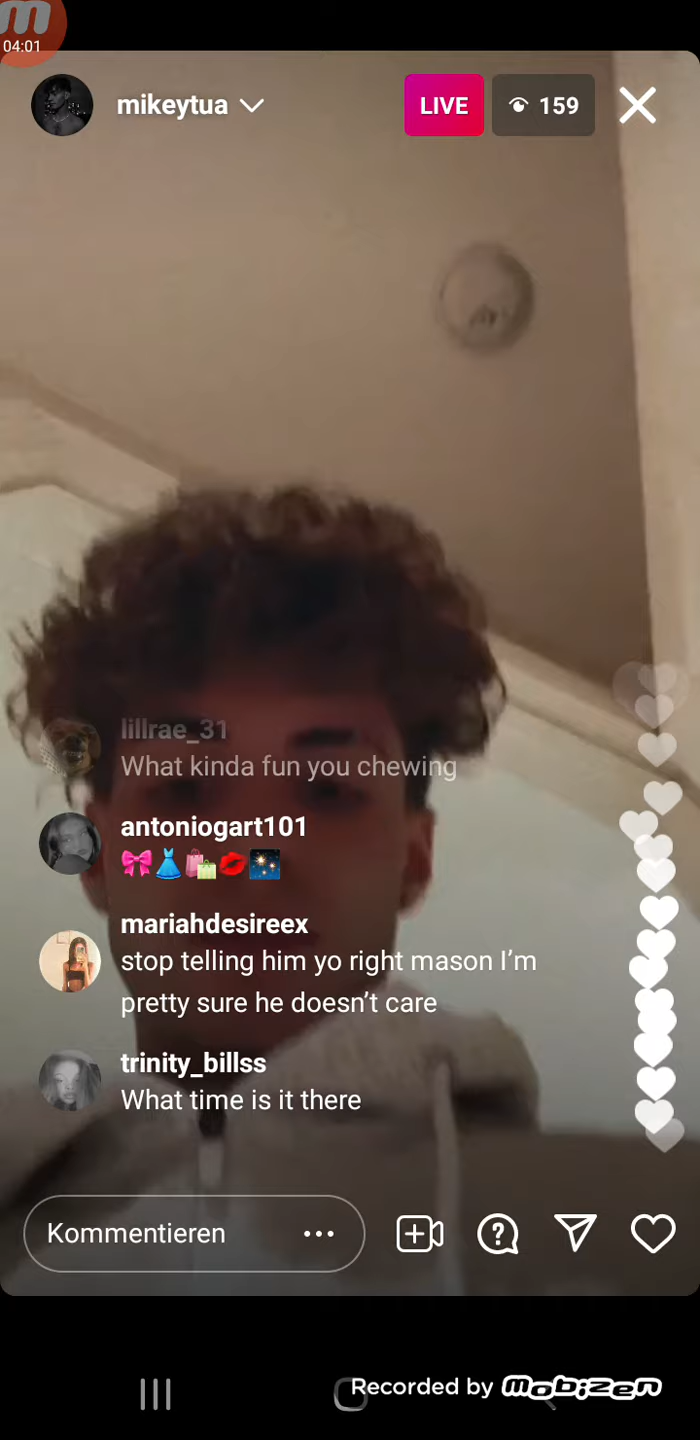 04:01
mikeytua
LIVE
159
lillrae_31
What kinda fun you chewing
antoniogart101
🎀👗🛍️💋🎇
mariahdesireex
stop telling him yo right mason I’m
pretty sure he doesn’t care
trinity_billss
What time is it there
Kommentieren
Recorded by mobizen